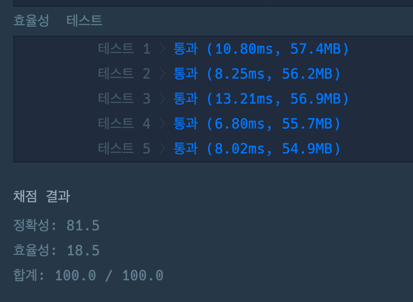 효율성 테스트
테스트 1 〉 통과 (10.80ms, 57.4MB)
테스트 2 〉 통과 (8.25ms, 56.2MB)
테스트 3 〉 통과 (13.21ms, 56.9MB)
테스트 4 〉 통과 (6.80ms, 55.7MB)
테스트 5 〉 통과 (8.02ms, 54.9MB)
채점 결과
정확성: 81.5
효율성: 18.5
합계: 100.0 / 100.0